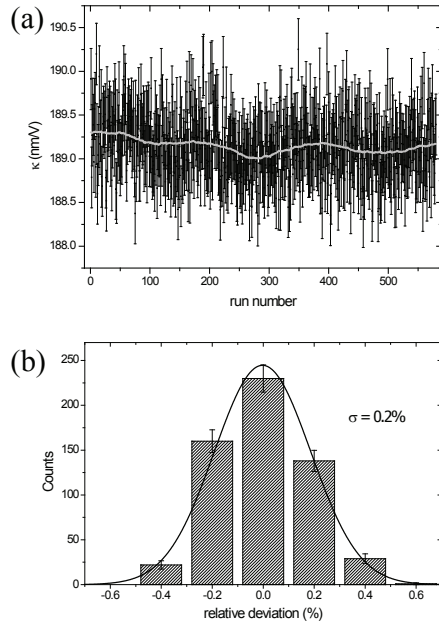 (a)
190.5
190.0
189.5
189.0
188.5
188.0
κ (nm/V)
0 100 200 300 400 500
run number
(b)
250
200
150
100
50
0
Counts
σ = 0.2%
-0.6 -0.4 -0.2 0.0 0.2 0.4 0.6
relative deviation (%)